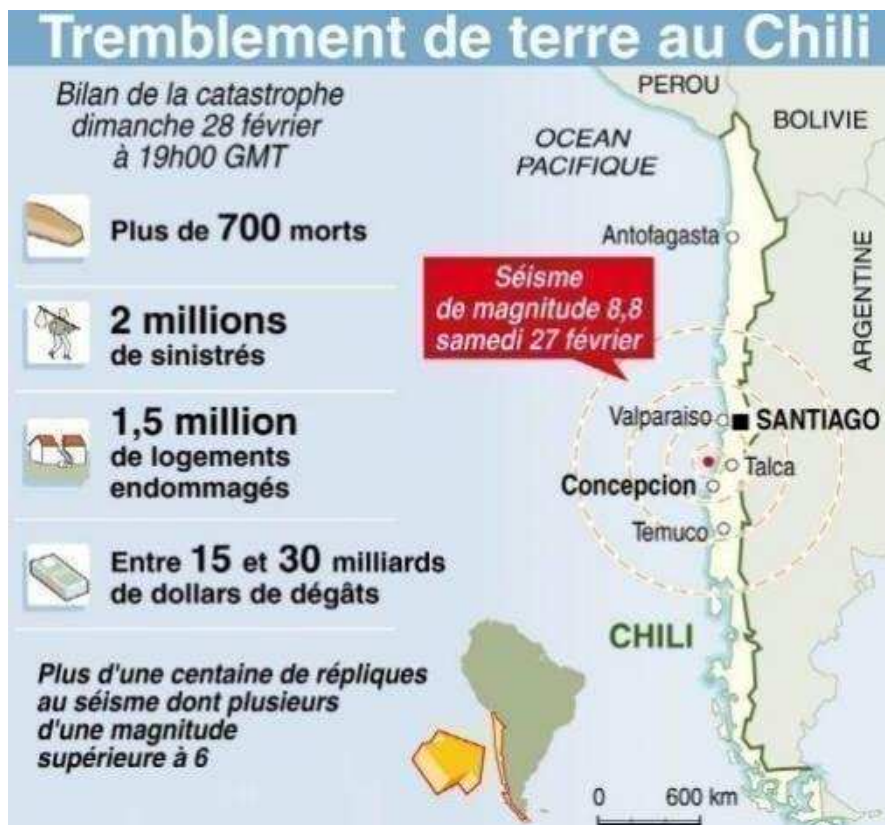 Tremblement de terre au Chili
Bilan de la catastrophe
dimanche 28 février
à 19h00 GMT
Plus de 700 morts
2 millions
de sinistrés
1,5 million
de logements
endommagés
Entre 15 et 30 milliards
de dollars de dégâts
Plus d'une centaine de répliques
au séisme dont plusieurs
d'une magnitude
supérieure à 6
PEROU
BOLIVIE
OCEAN
PACIFIQUE
Antofagasta
ARGENTINE
Séisme
de magnitude 8,8
samedi 27 février
Valparaiso
SANTIAGO
Talca
Concepcion
Temuco
CHILI
0 600 km